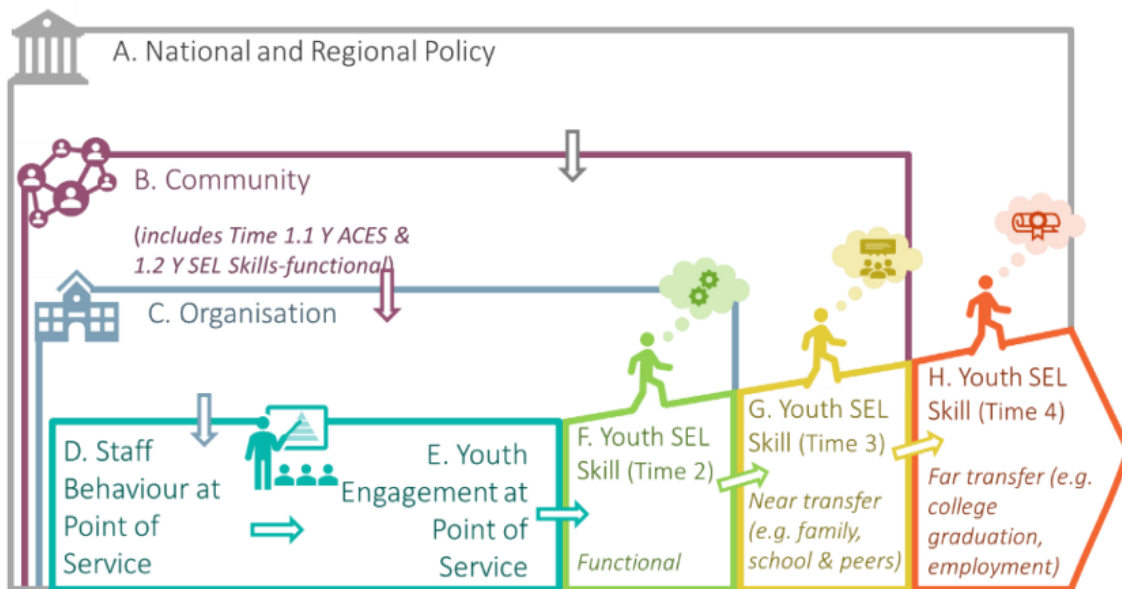 A. National and Regional Policy
B. Community
(includes Time 1.1 Y ACES &
1.2 Y SEL Skills-functional)
C. Organisation
D. Staff
Behaviour at
Point of
Service
E. Youth
Engagement at
Point of
Service
F. Youth SEL
Skill (Time 2)
Functional
G. Youth SEL
Skill (Time 3)
Near transfer
(e.g. family,
school & peers)
H. Youth SEL
Skill (Time 4)
Far transfer (e.g.
college
graduation,
employment)